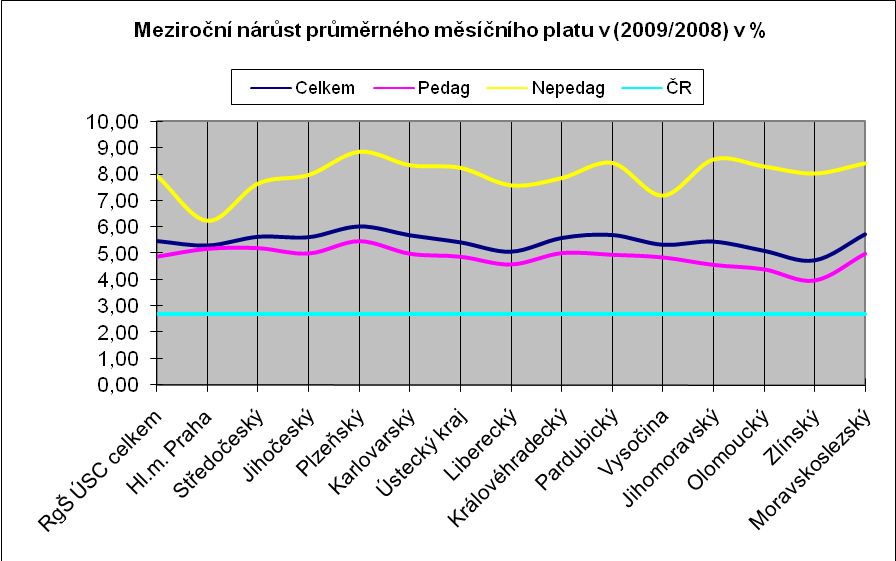 Meziroční nárůst průměrného měsíčního platu v (2009/2008) v %
Celkem Pedag Nepedag ČR
10,00
9,00
8,00
7,00
6,00
5,00
4,00
3,00
2,00
1,00
0,00
RgŠ ÚSC celkem
Hl.m. Praha
Středočeský
Jihočeský
Plzeňský
Karlovarský
Ústecký kraj
Liberecký
Královéhradecký
Pardubický
Vysočina
Jihomoravský
Olomoucký
Zlínský
Moravskoslezský